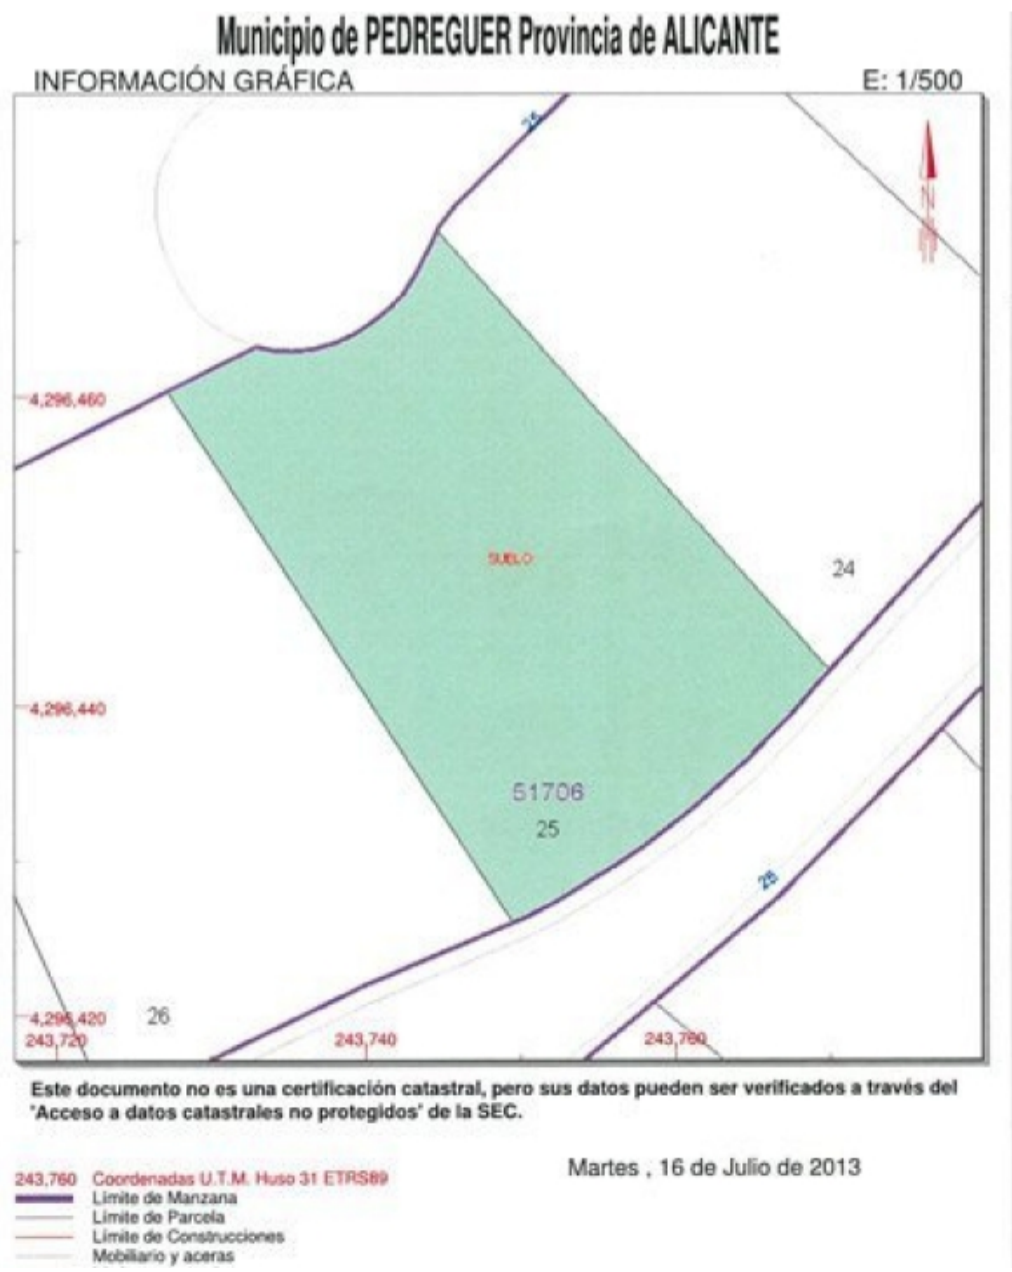 Municipio de PEDREGUER Provincia de ALICANTE
INFORMACIÓN GRÁFICA E: 1/500
25
N
4,296,460
SUELO
24
4,296,440
51706
25
25
4,296,420
26
243,720 243,740 243,760
Este documento no es una certificación catastral, pero sus datos pueden ser verificados a través del
"Acceso a datos catastrales no protegidos" de la SEC.
Martes , 16 de Julio de 2013
243,760 Coordenadas U.T.M. Huso 31 ETRS89
Límite de Manzana
Límite de Parcela
Límite de Construcciones
Mobiliario y aceras